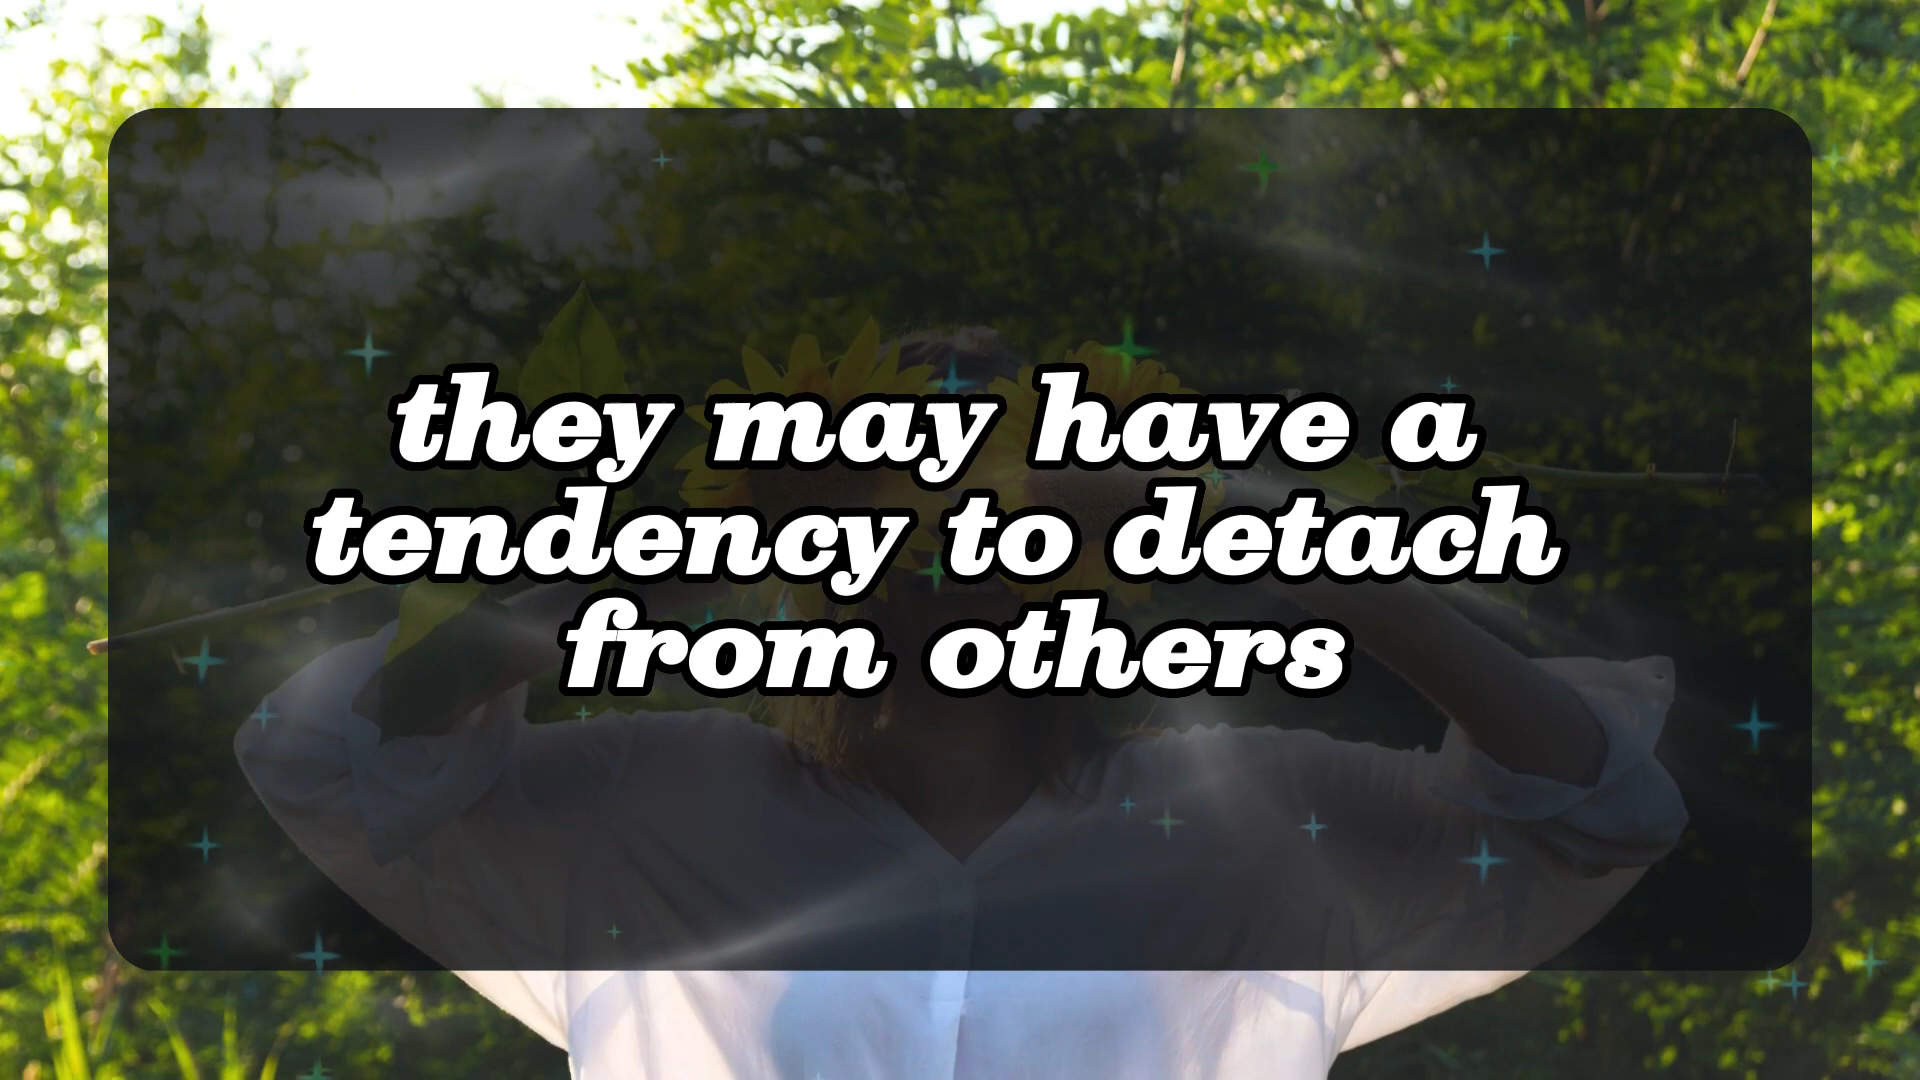 they may have a
tendency to detach
from others